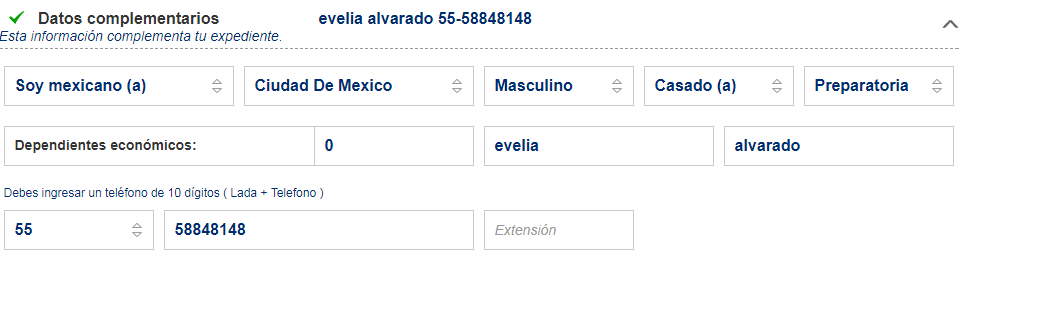 Datos complementarios evelia alvarado 55-58848148
Esta información complementa tu expediente.
Soy mexicano (a) Ciudad De Mexico Masculino Casado (a) Preparatoria
Dependientes económicos: 0 evelia alvarado
Debes ingresar un teléfono de 10 dígitos ( Lada + Telefono )
55 58848148 Extensión